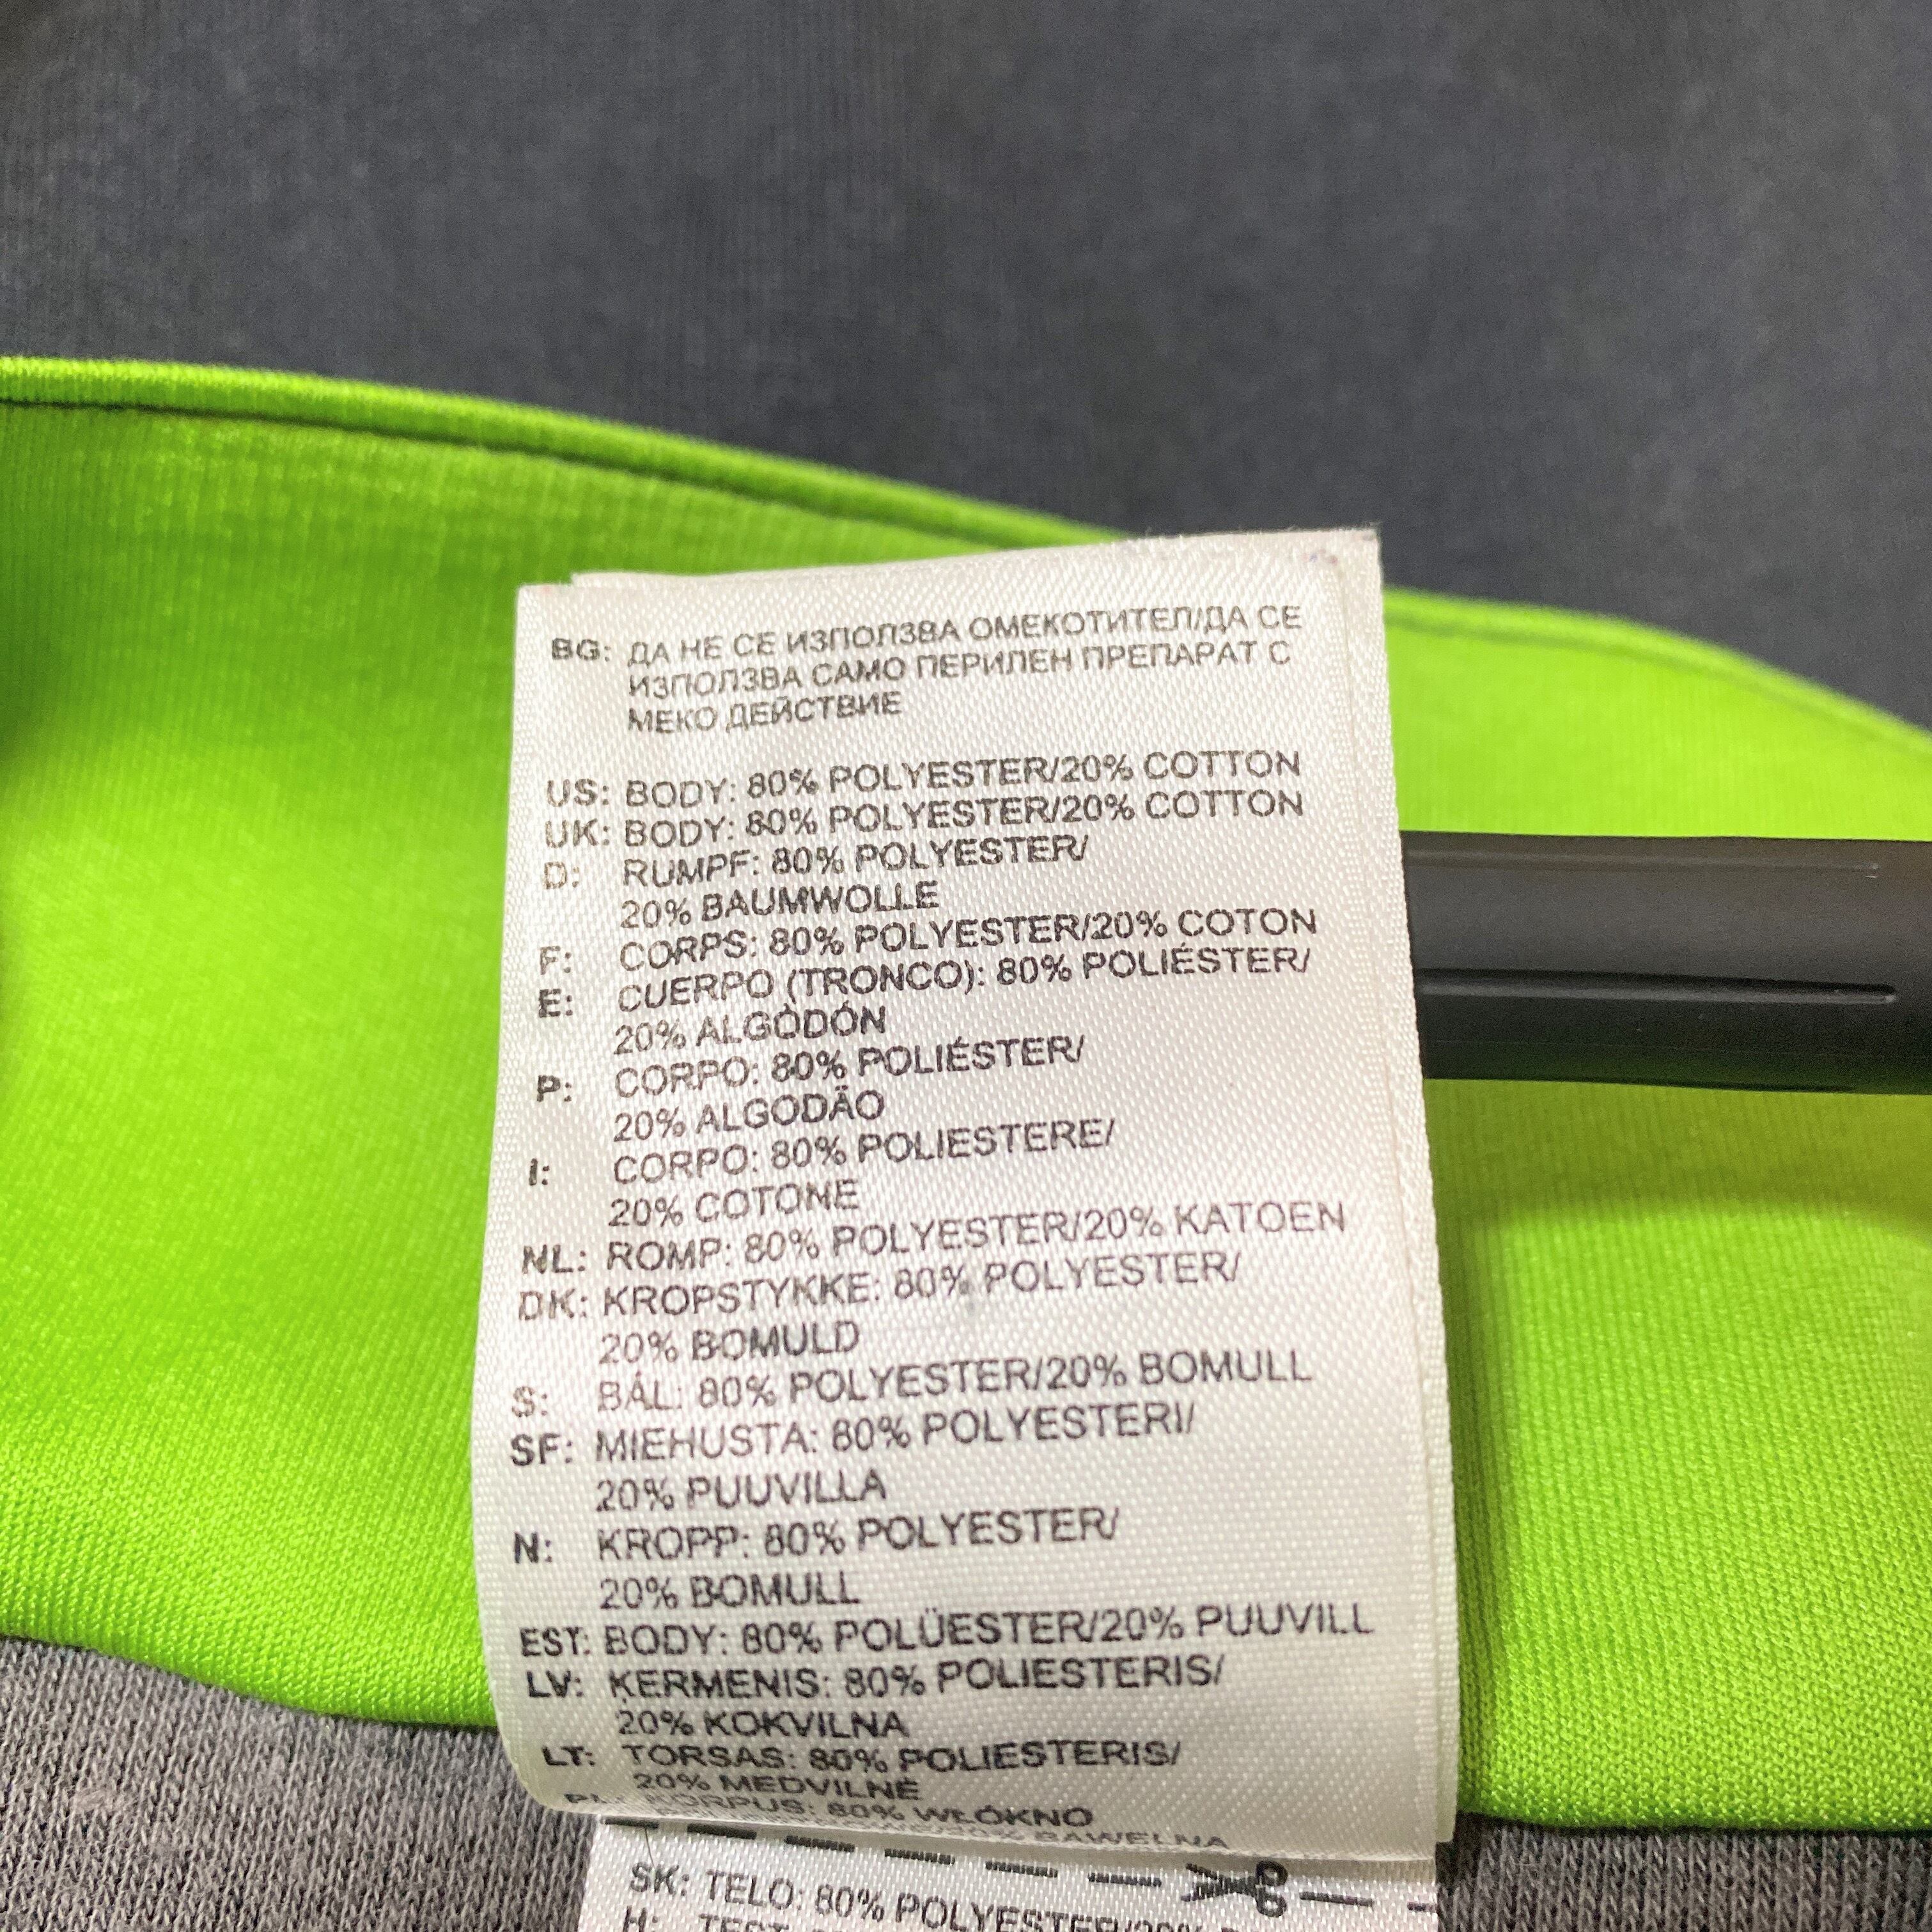 BG: ДА НЕ СЕ ИЗПОЛЗВА ОМЕКОТИТЕЛ/ДА СЕ
ИЗПОЛЗВА САМО ПЕРИЛЕН ПРЕПАРАТ С
МЕКО ДЕЙСТВИЕ
US: BODY: 80% POLYESTER/20% COTTON
UK: BODY: 80% POLYESTER/20% COTTON
D: RUMPF: 80% POLYESTER/
20% BAUMWOLLE
F: CORPS: 80% POLYESTER/20% COTON
E: CUERPO (TRONCO): 80% POLIÉSTER/
20% ALGODÓN
P: CORPO: 80% POLIÉSTER/
20% ALGODÃO
I: CORPO: 80% POLIESTERE/
20% COTONE
NL: ROMP: 80% POLYESTER/20% KATOEN
DK: KROPSTYKKE: 80% POLYESTER/
20% BOMULD
S: BÅL: 80% POLYESTER/20% BOMULL
SF: MIEHUSTA: 80% POLYESTERI/
20% PUUVILLA
N: KROPP: 80% POLYESTER/
20% BOMULL
EST: BODY: 80% POLÜESTER/20% PUUVILL
LV: ĶERMENIS: 80% POLIESTERIS/
20% KOKVILNA
LT: TORSAS: 80% POLIESTERIS/
20% MEDVILNĖ
KORPUS: 80% WŁÓKNO
BAWEŁNA
SK: TELO: 80% POLYESTER/20%
H: TEST: